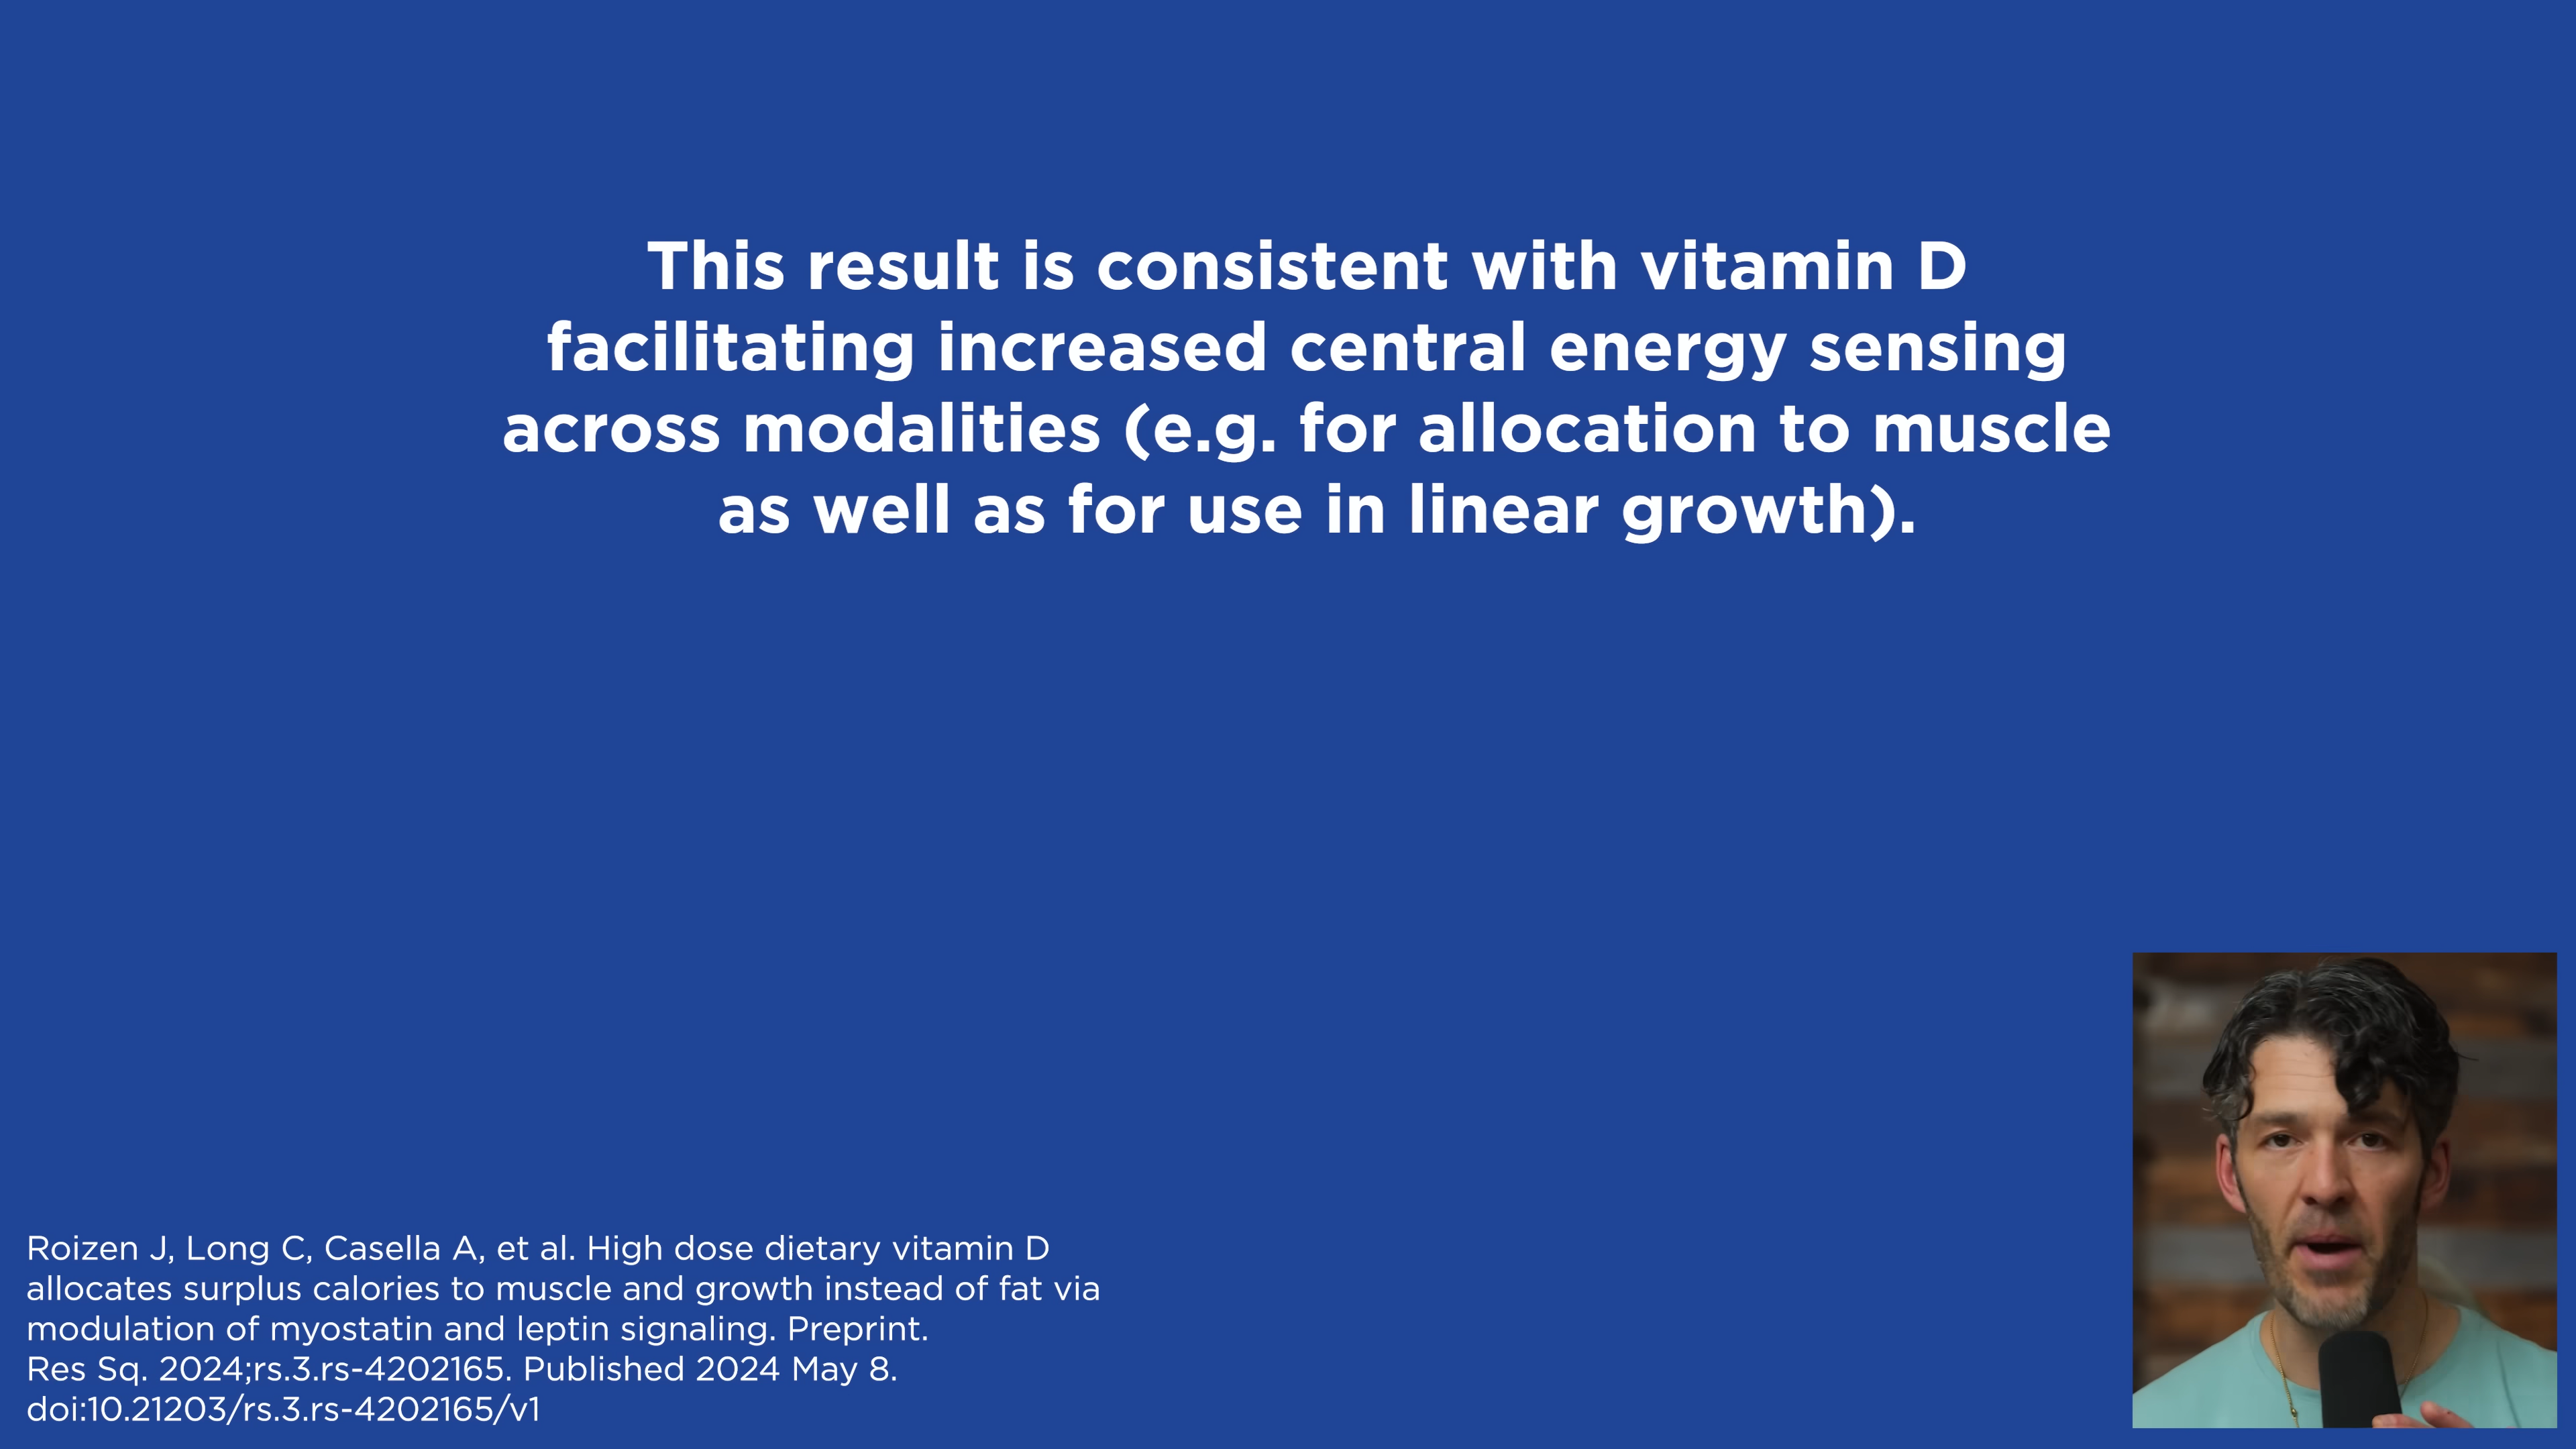 This result is consistent with vitamin D
facilitating increased central energy sensing
across modalities (e.g. for allocation to muscle
as well as for use in linear growth).
Roizen J, Long C, Casella A, et al. High dose dietary vitamin D
allocates surplus calories to muscle and growth instead of fat via
modulation of myostatin and leptin signaling. Preprint.
Res Sq. 2024;rs.3.rs-4202165. Published 2024 May 8.
doi:10.21203/rs.3.rs-4202165/v1